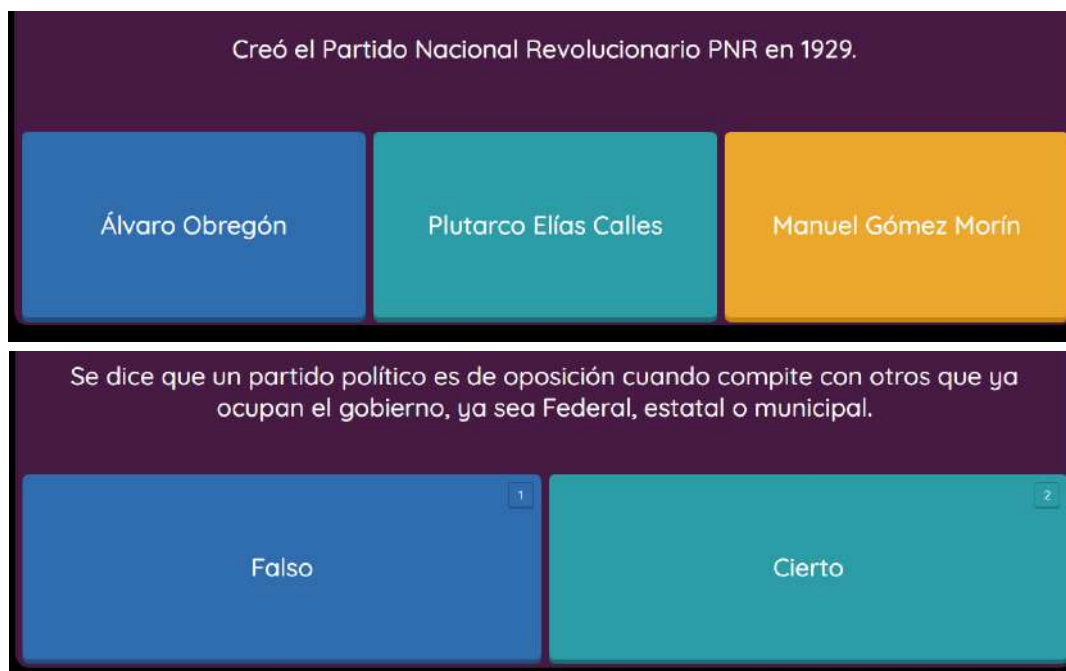 Creó el Partido Nacional Revolucionario PNR en 1929.
Álvaro Obregón
Plutarco Elías Calles
Manuel Gómez Morín
Se dice que un partido político es de oposición cuando compite con otros que ya
ocupan el gobierno, ya sea Federal, estatal o municipal.
1
2
Falso
Cierto